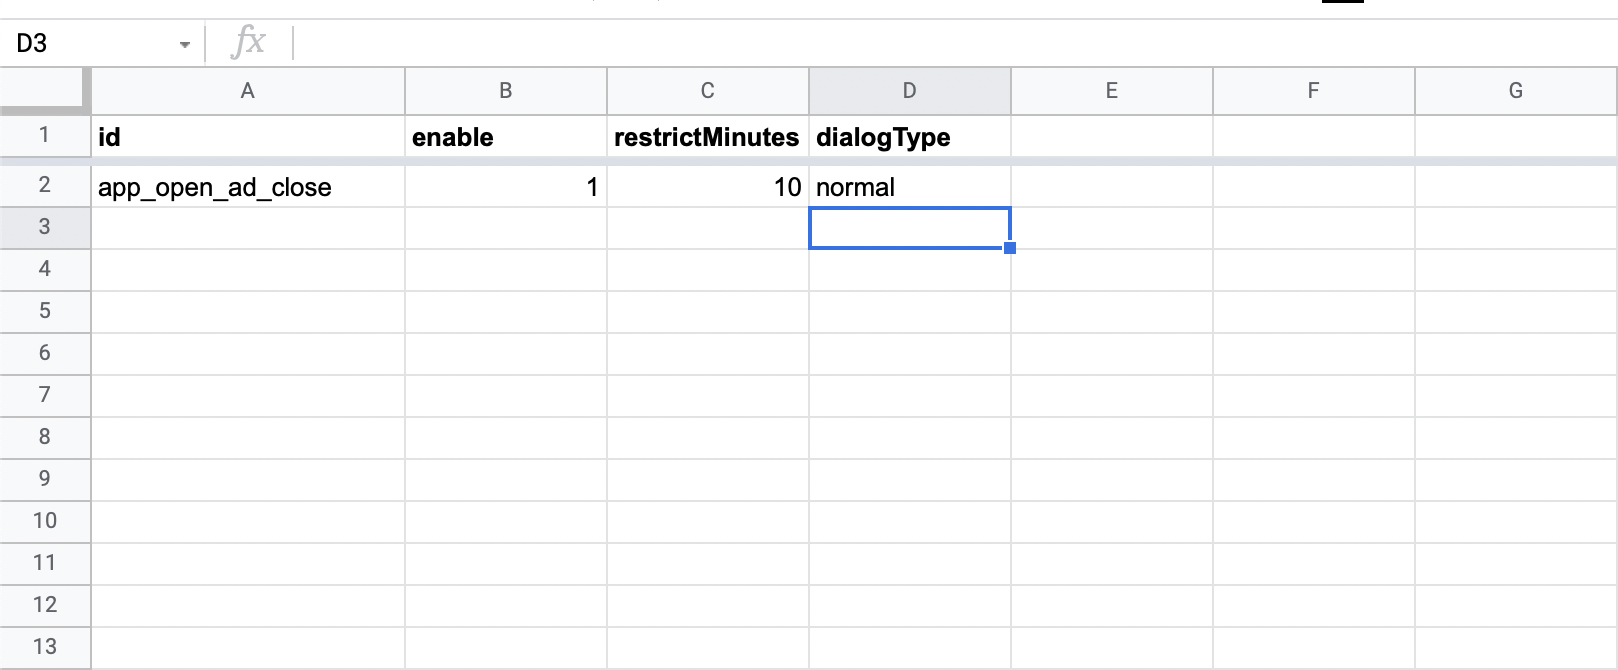 D3 fx
A B C D E F G
1 id enable restrictMinutes dialogType
2 app_open_ad_close 1 10 normal
3
4
5
6
7
8
9
10
11
12
13